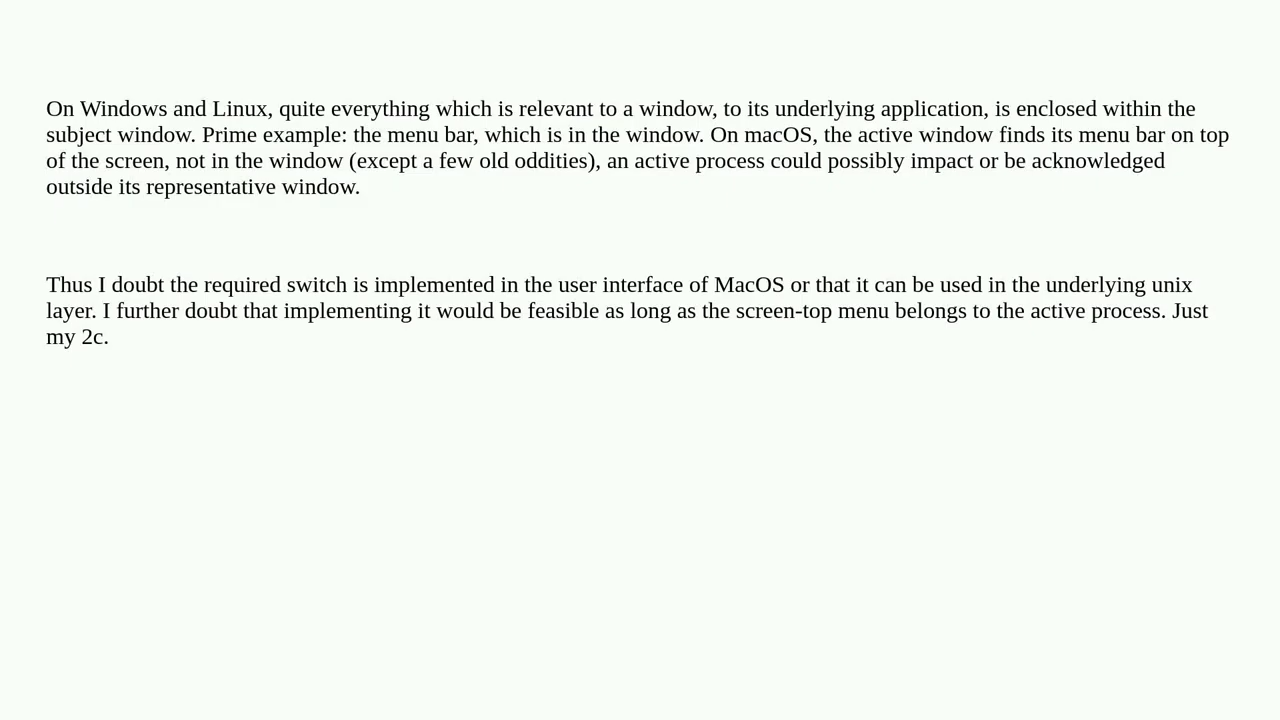 On Windows and Linux, quite everything which is relevant to a window, to its underlying application, is enclosed within the
subject window. Prime example: the menu bar, which is in the window. On macOS, the active window finds its menu bar on top
of the screen, not in the window (except a few old oddities), an active process could possibly impact or be acknowledged
outside its representative window.
Thus I doubt the required switch is implemented in the user interface of MacOS or that it can be used in the underlying unix
layer. I further doubt that implementing it would be feasible as long as the screen-top menu belongs to the active process. Just
my 2c.